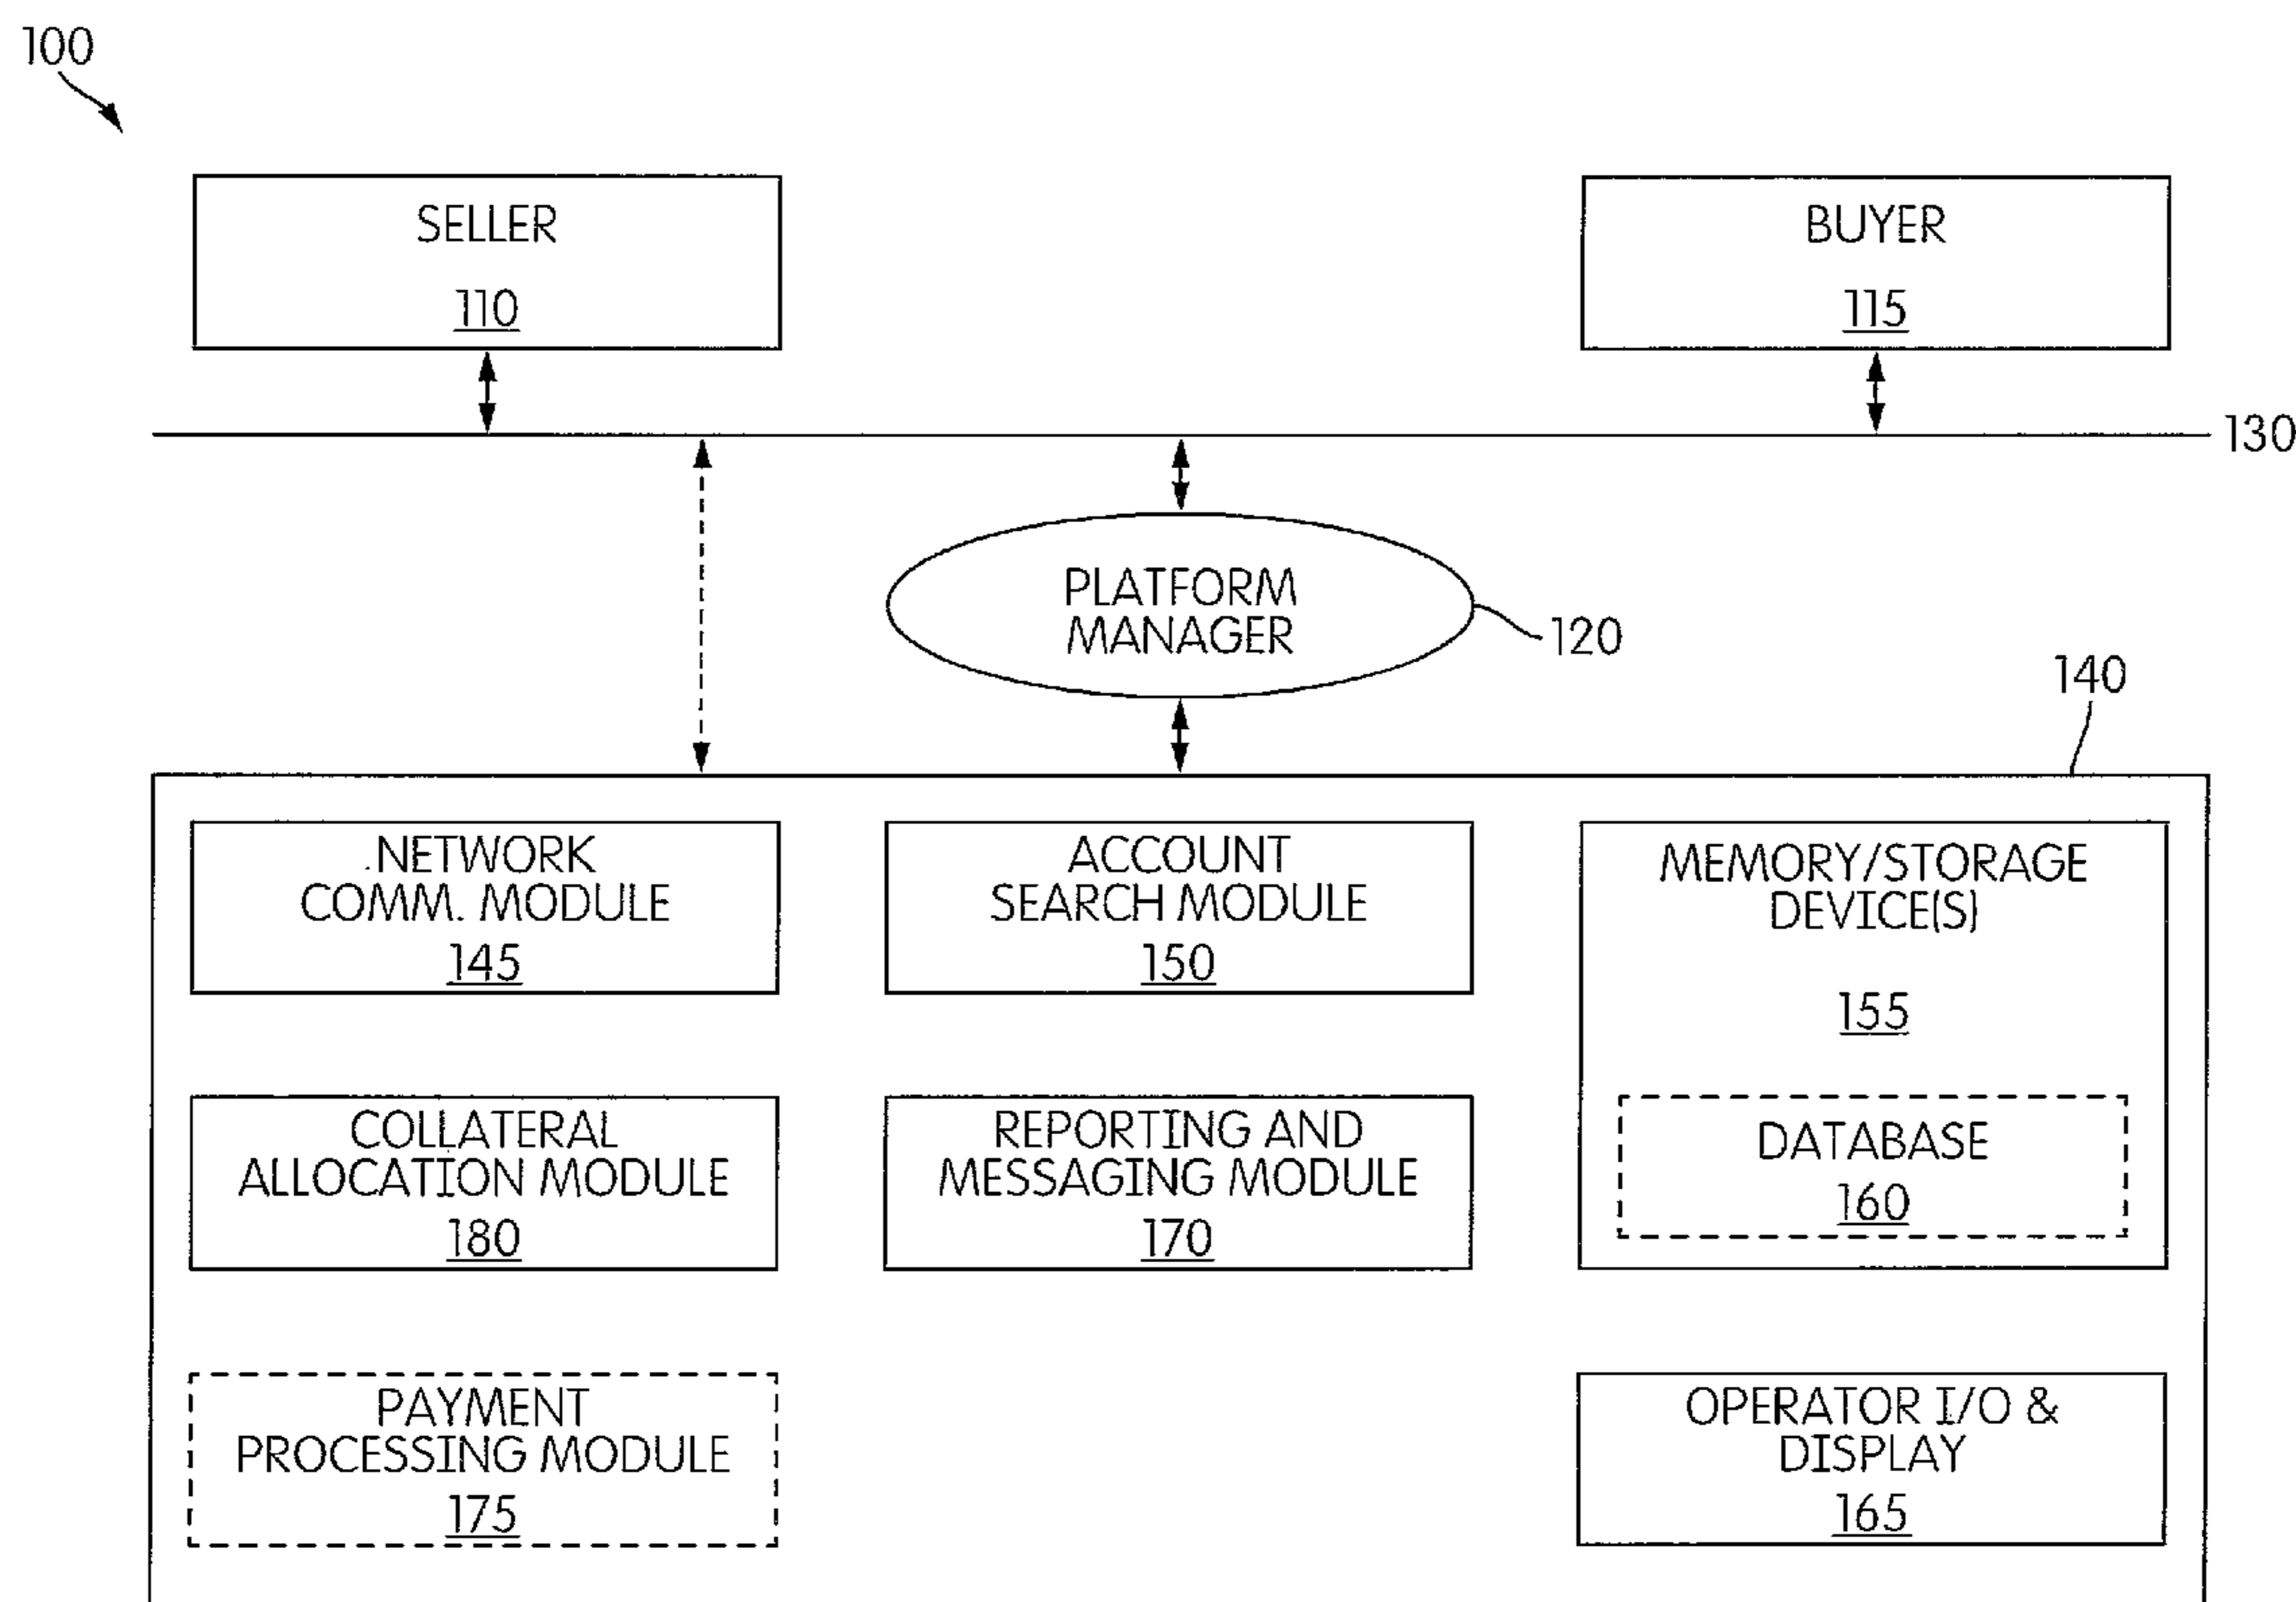 100
SELLER
110
BUYER
115
130
PLATFORM
MANAGER
120
140
NETWORK
COMM. MODULE
145
ACCOUNT
SEARCH MODULE
150
MEMORY/STORAGE
DEVICE(S)
155
COLLATERAL
ALLOCATION MODULE
180
REPORTING AND
MESSAGING MODULE
170
DATABASE
160
PAYMENT
PROCESSING MODULE
175
OPERATOR I/O &
DISPLAY
165